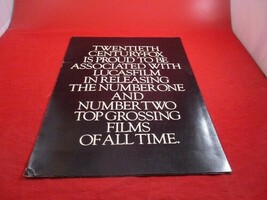 TWENTIETH
CENTURY-FOX
IS PROUD TO BE
ASSOCIATED WITH
LUCASFILM
IN RELEASING
THE NUMBER ONE
AND
NUMBER TWO
TOP GROSSING
FILMS
OF ALL TIME.